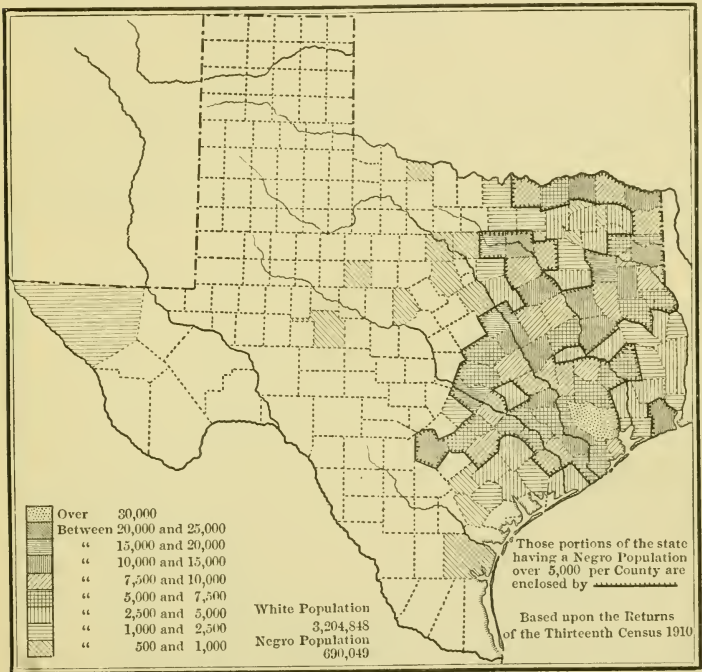 Over 30,000
Between 20,000 and 25,000
“ 15,000 and 20,000
“ 10,000 and 15,000
“ 7,500 and 10,000
“ 5,000 and 7,500
“ 2,500 and 5,000
“ 1,000 and 2,500
“ 500 and 1,000
White Population
3,204,848
Negro Population
690,049
Those portions of the state
having a Negro Population
over 5,000 per County are
enclosed by
Based upon the Returns
of the Thirteenth Census 1910